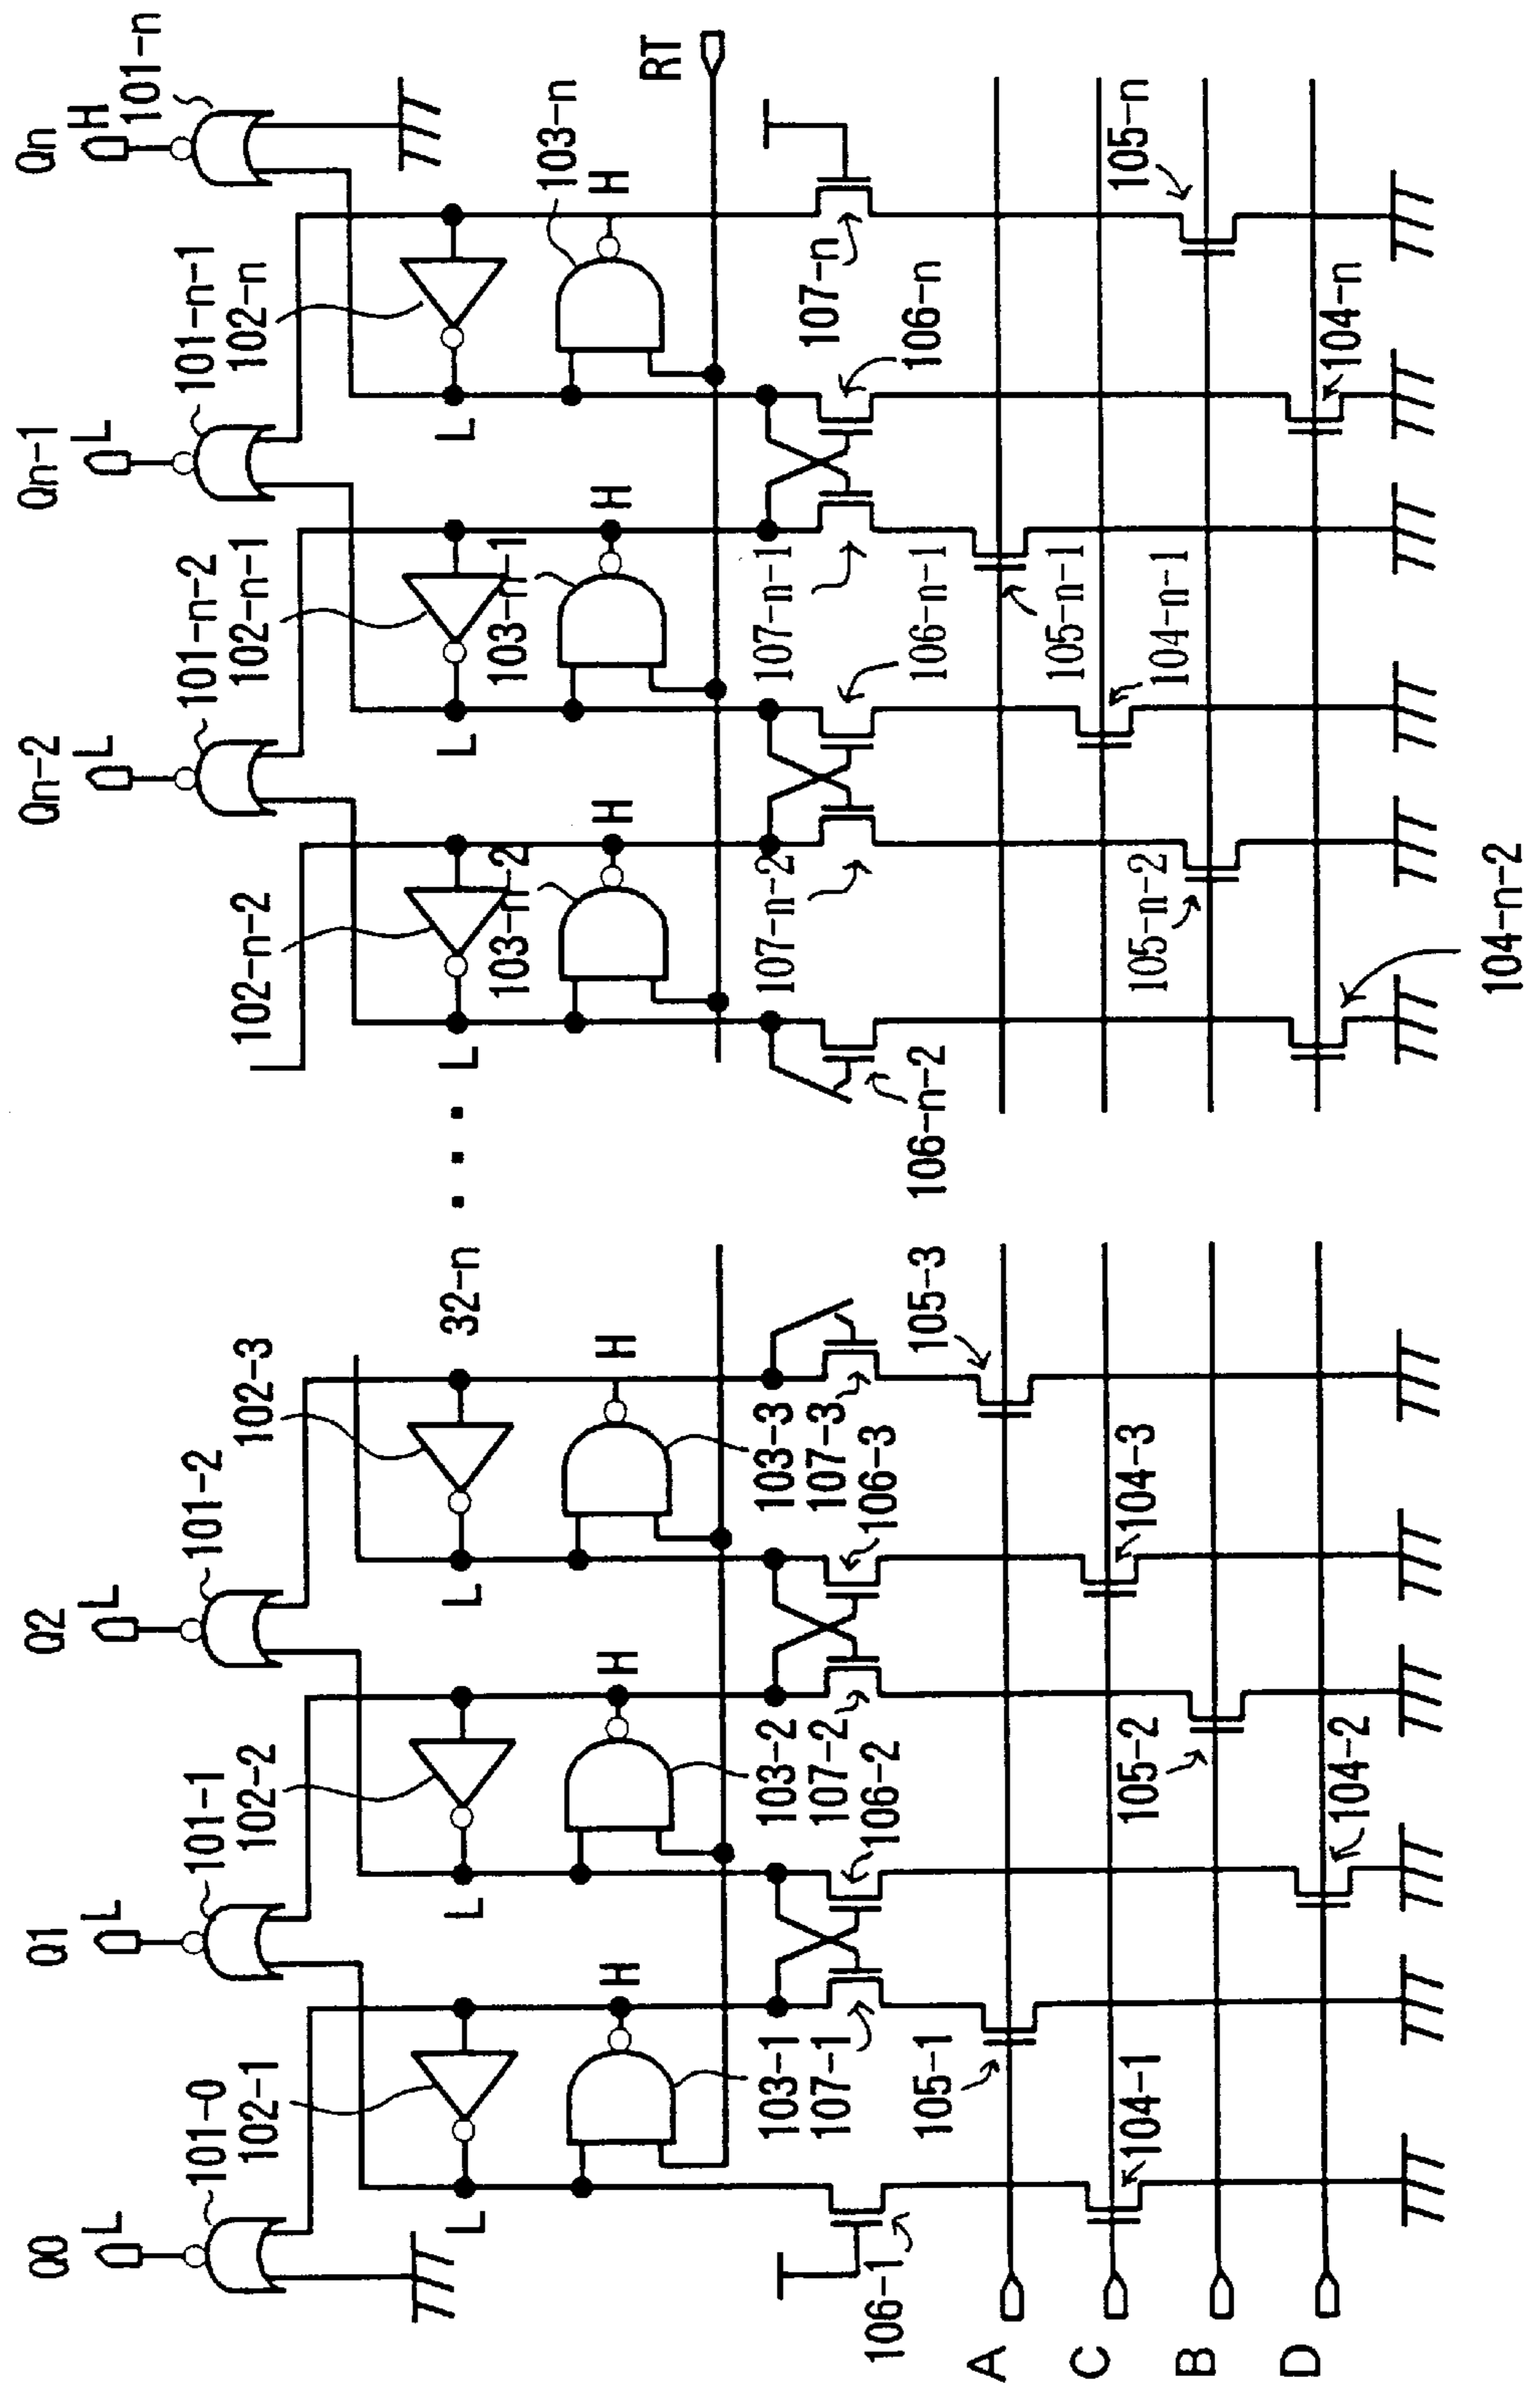 Q0
L
101-0
102-1
Q1
L
101-1
102-2
Q2
L
101-2
102-3
L
H
L
H
L
H
32-n
103-1
107-1
106-1
103-2
107-2
106-2
103-3
107-3
106-3
105-1
104-1
105-2
104-2
105-3
104-3
A
C
B
D
102-n-2
Qn-2
L
101-n-2
102-n-1
Qn-1
L
101-n-1
102-n
Qn
H
101-n
L
103-n-2
H
L
103-n-1
H
L
103-n
H
RT
106-n-2
107-n-2
106-n-1
107-n-1
106-n
107-n
104-n-2
105-n-2
104-n-1
105-n-1
104-n
105-n